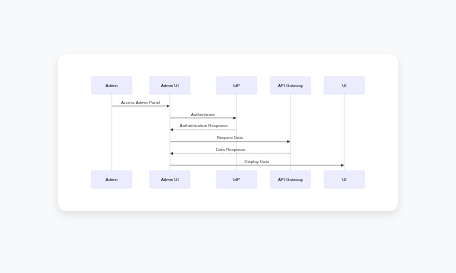 Admin Admin UI IdP API Gateway UI
Access Admin Panel
Authenticate
Authentication Response
Request Data
Data Response
Display Data
Admin Admin UI IdP API Gateway UI